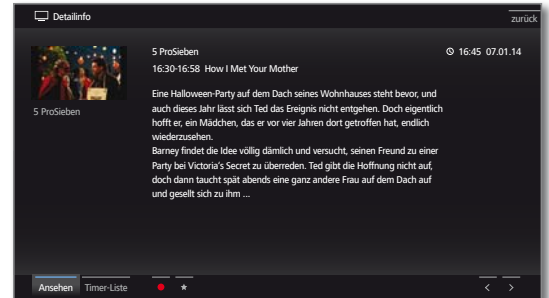 Detailinfo
zurück
5 ProSieben
16:45 07.01.14
16:30-16:58 How I Met Your Mother
Eine Halloween-Party auf dem Dach seines Wohnhauses steht bevor, und
auch dieses Jahr lässt sich Ted das Ereignis nicht entgehen. Doch eigentlich
hofft er, ein Mädchen, das er vor vier Jahren dort getroffen hat, endlich
wiederzusehen.
Barney findet die Idee völlig dämlich und versucht, seinen Freund zu einer
Party bei Victoria's Secret zu überreden. Ted gibt die Hoffnung nicht auf,
doch dann taucht spät abends eine ganz andere Frau auf dem Dach auf
und gesellt sich zu ihm ...
5 ProSieben
Ansehen Timer-Liste